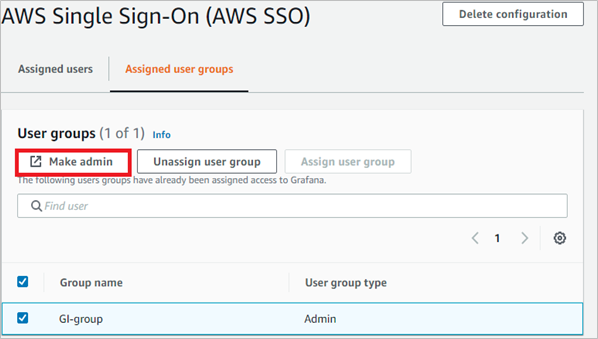 AWS Single Sign-On (AWS SSO)
Delete configuration
Assigned users
Assigned user groups
User groups (1 of 1) Info
Make admin
Unassign user group
Assign user group
The following users groups have already been assigned access to Grafana.
Find user
1
Group name
User group type
GI-group
Admin